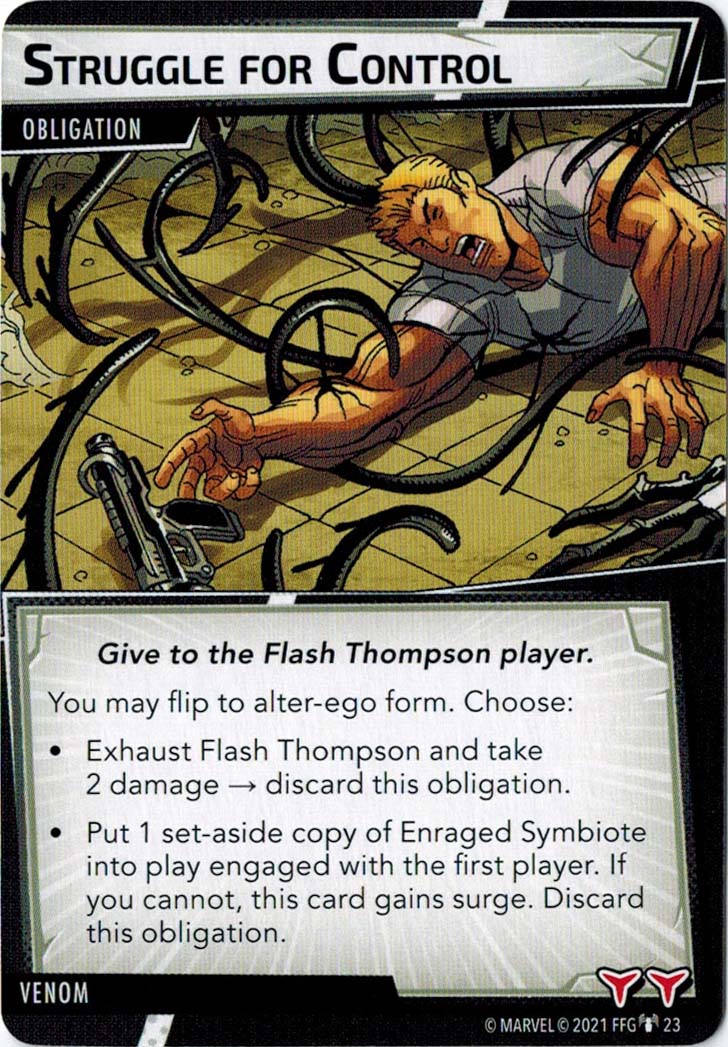 STRUGGLE FOR CONTROL
OBLIGATION
Give to the Flash Thompson player.
You may flip to alter-ego form. Choose:
• Exhaust Flash Thompson and take
2 damage → discard this obligation.
• Put 1 set-aside copy of Enraged Symbiote
into play engaged with the first player. If
you cannot, this card gains surge. Discard
this obligation.
VENOM
© MARVEL © 2021 FFG 23